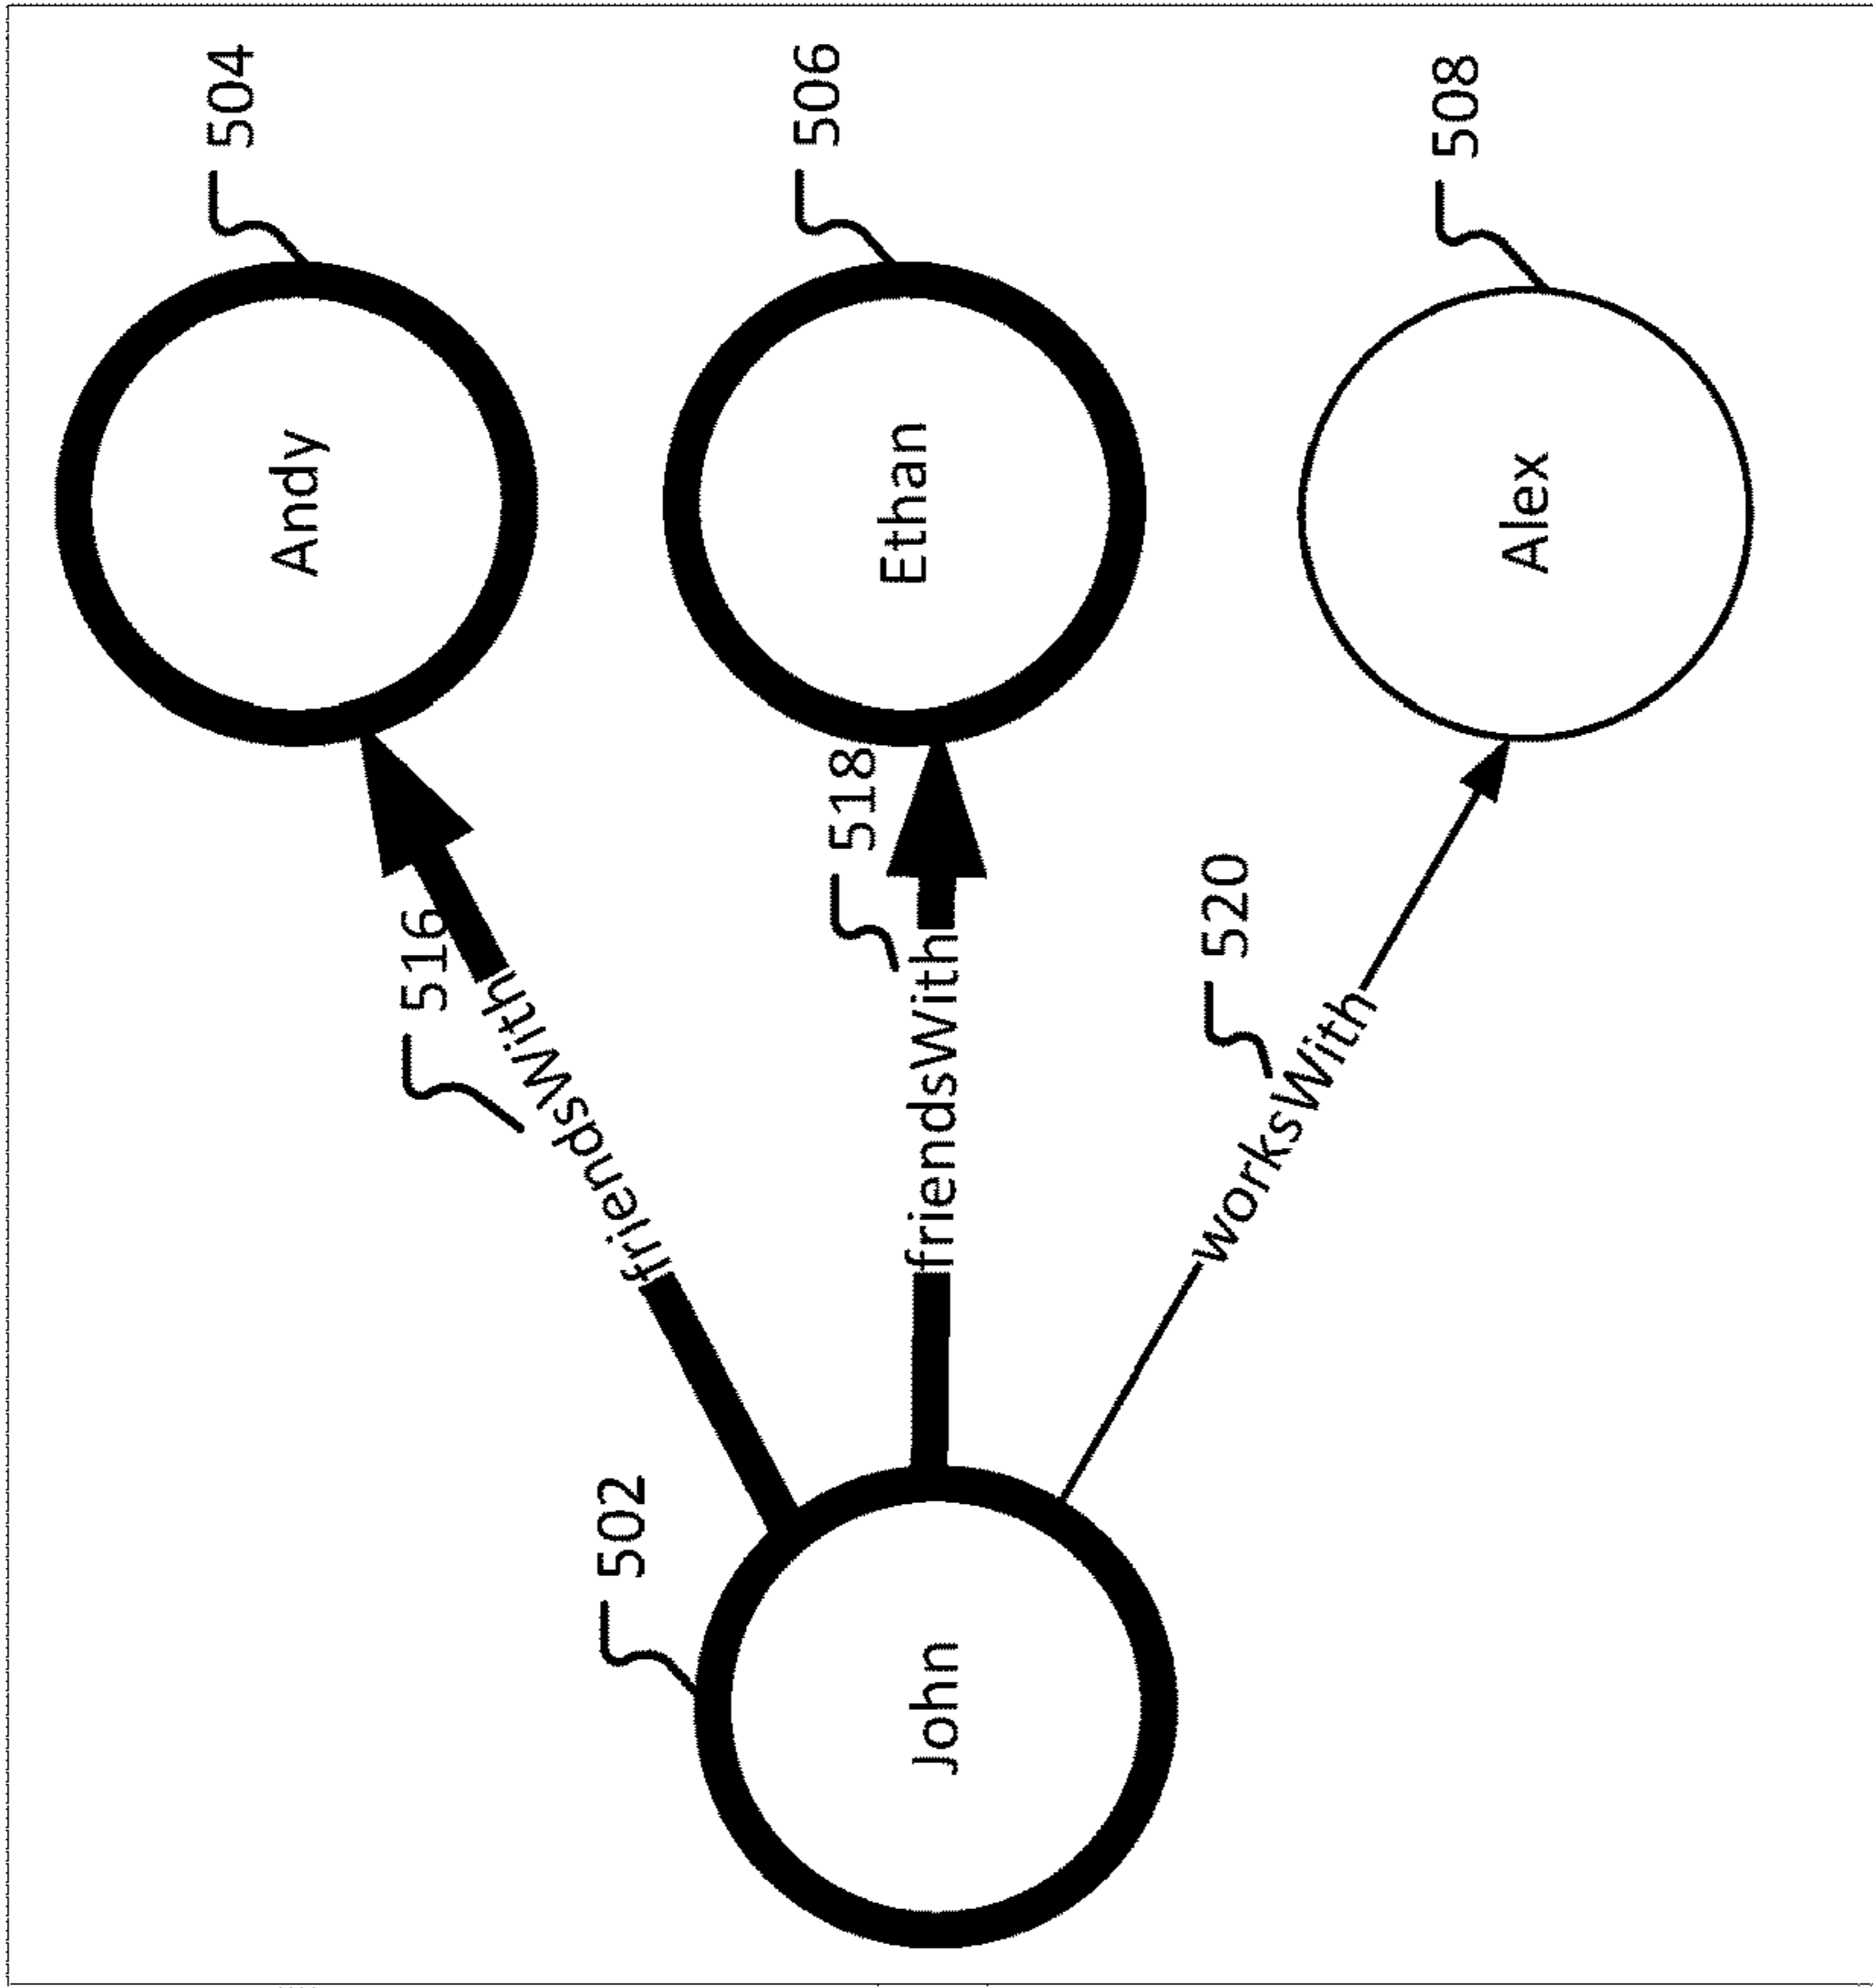 504
Andy
516
friendsWith
502
John
518
friendsWith
506
Ethan
520
worksWith
508
Alex